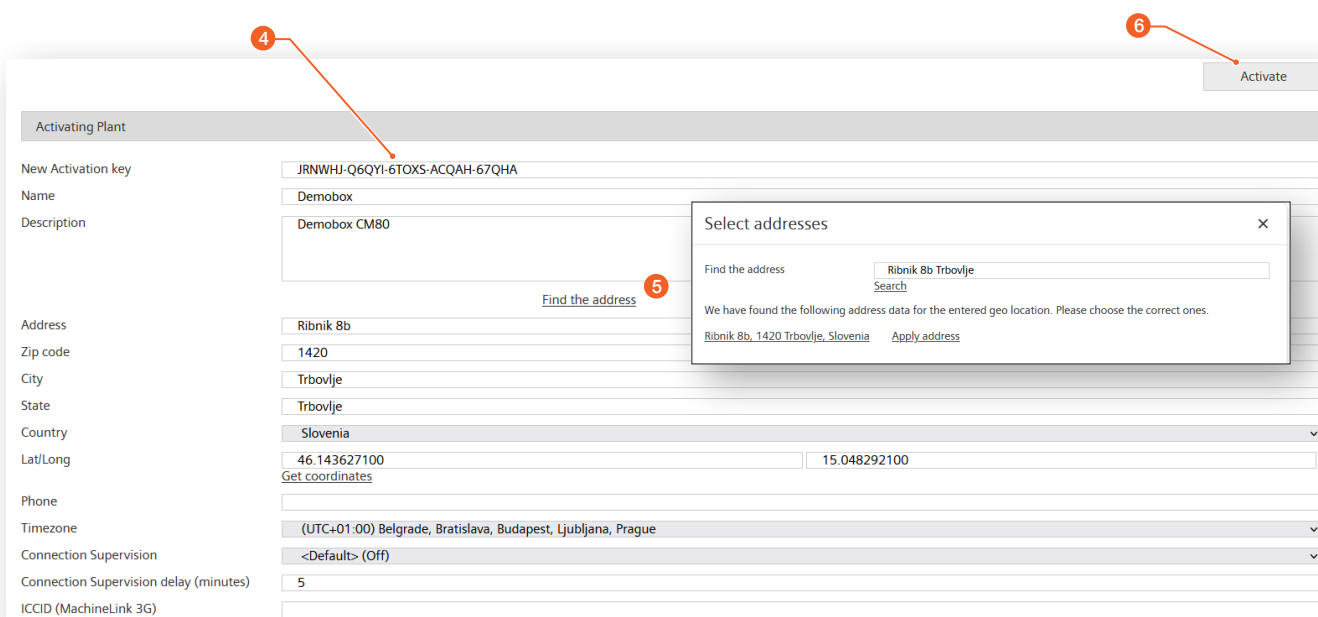 4
6
Activate
Activating Plant
New Activation key JRNWHJ-Q6QYI-6TOXS-ACQAH-67QHA
Name Demobox
Description Demobox CM80
Select addresses ×
Find the address Ribnik 8b Trbovlje
Search
We have found the following address data for the entered geo location. Please choose the correct ones.
Ribnik 8b, 1420 Trbovlje, Slovenia Apply address
5
Find the address
Address Ribnik 8b
Zip code 1420
City Trbovlje
State Trbovlje
Country Slovenia
Lat/Long 46.143627100 15.048292100
Get coordinates
Phone
Timezone (UTC+01:00) Belgrade, Bratislava, Budapest, Ljubljana, Prague
Connection Supervision <Default> (Off)
Connection Supervision delay (minutes) 5
ICCID (MachineLink 3G)